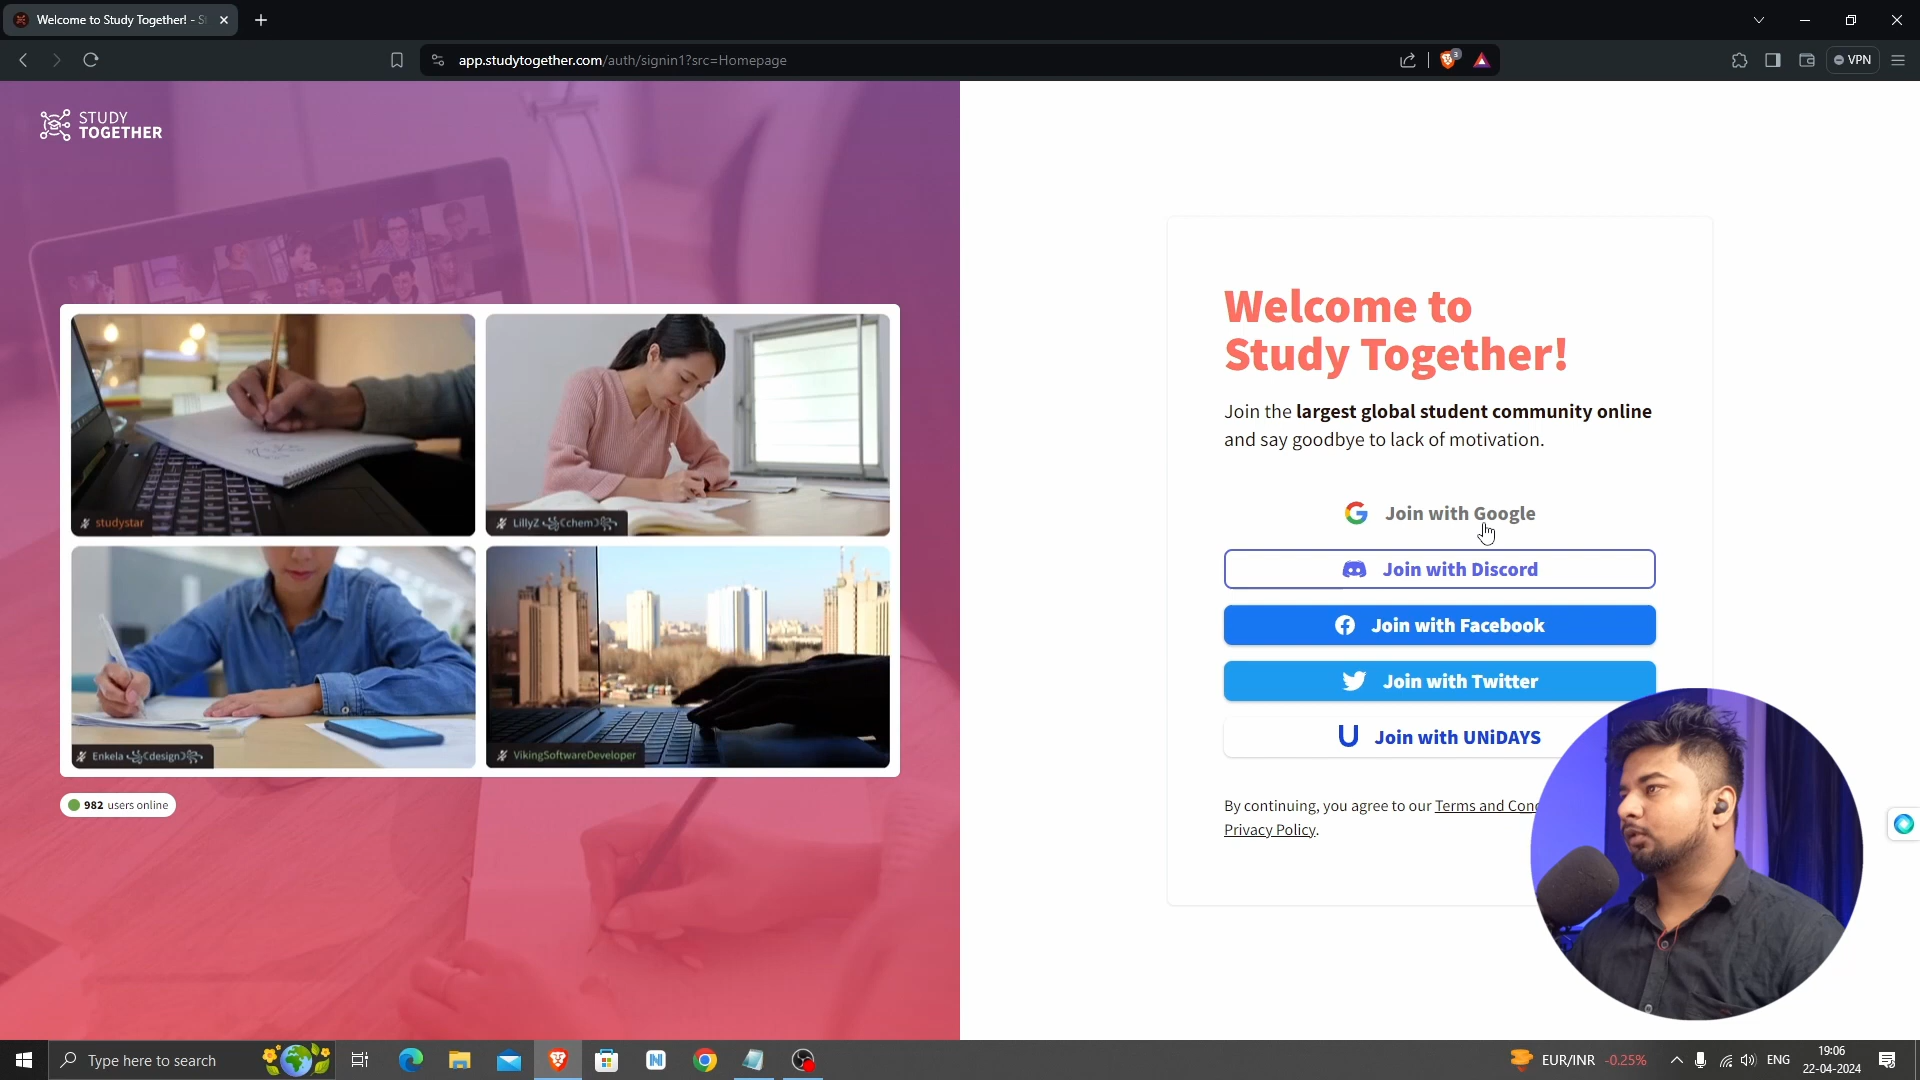 Welcome to Study Together! - S
app.studytogether.com/auth/signin1?src=Homepage
3
VPN
STUDY
TOGETHER
studystar
LillyZ ꧁☾chem☽꧂
Enkela ꧁☾design☽꧂
VikingSoftwareDeveloper
982 users online
Welcome to
Study Together!
Join the largest global student community online
and say goodbye to lack of motivation.
Join with Google
Join with Discord
Join with Facebook
Join with Twitter
U Join with UNiDAYS
By continuing, you agree to our Terms and Cond
Privacy Policy.
Type here to search
EUR/INR -0.25%
ENG
19:06
22-04-2024